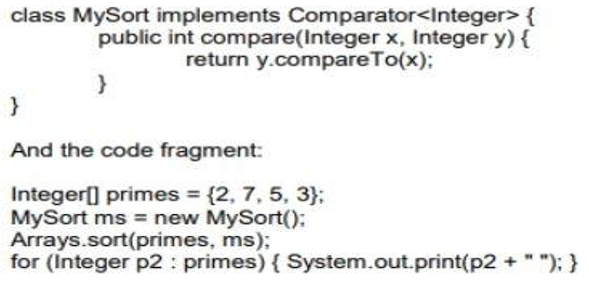 class MySort implements Comparator<Integer> {
public int compare(Integer x, Integer y) {
return y.compareTo(x);
}
}
And the code fragment:
Integer[] primes = {2, 7, 5, 3};
MySort ms = new MySort();
Arrays.sort(primes, ms);
for (Integer p2 : primes) { System.out.print(p2 + " "); }